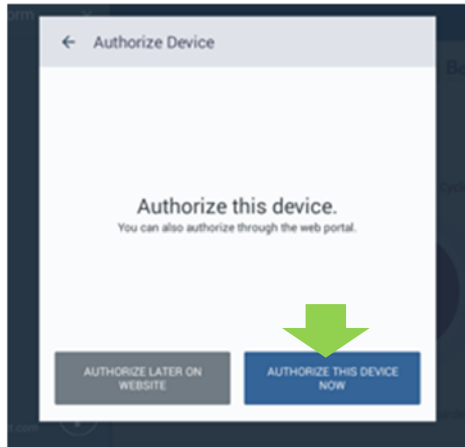 orm
Authorize Device
Authorize this device.
You can also authorize through the web portal.
AUTHORIZE LATER ON
WEBSITE
AUTHORIZE THIS DEVICE
NOW